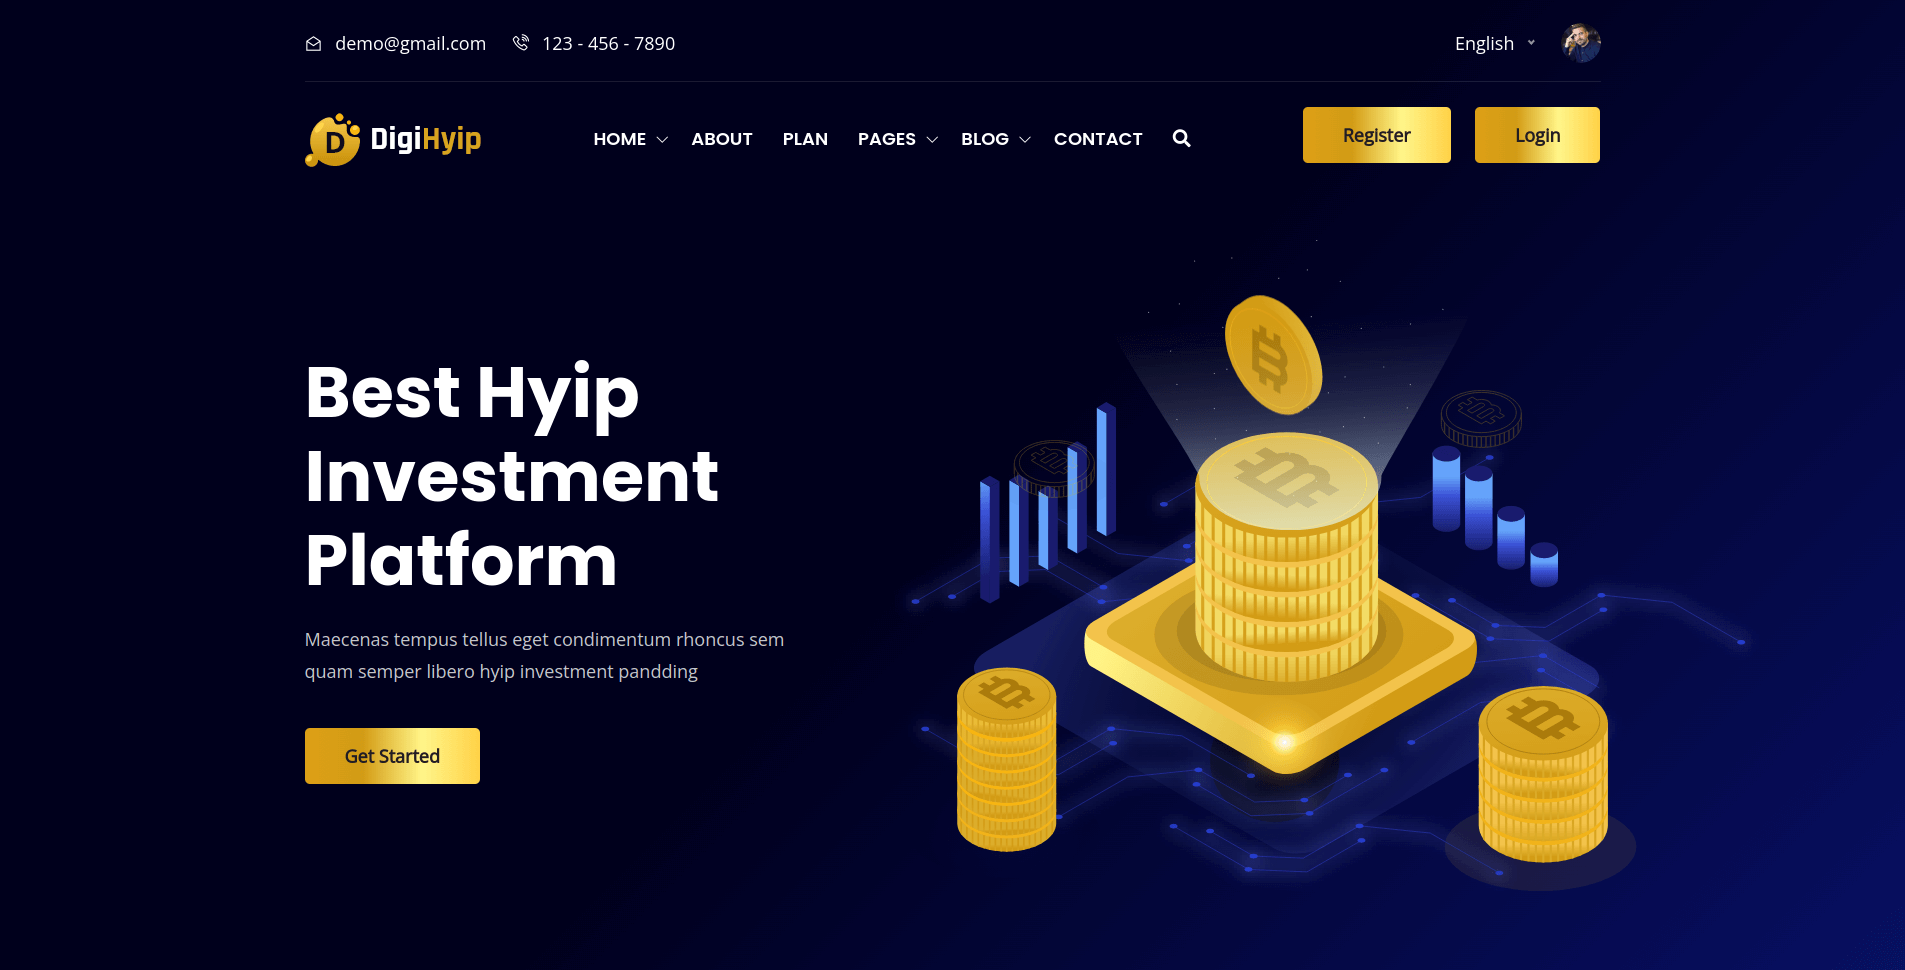 demo@gmail.com 123 - 456 - 7890 English
DigiHyip HOME ABOUT PLAN PAGES BLOG CONTACT Register Login
Best Hyip
Investment
Platform
Maecenas tempus tellus eget condimentum rhoncus sem
quam semper libero hyip investment pandding
Get Started